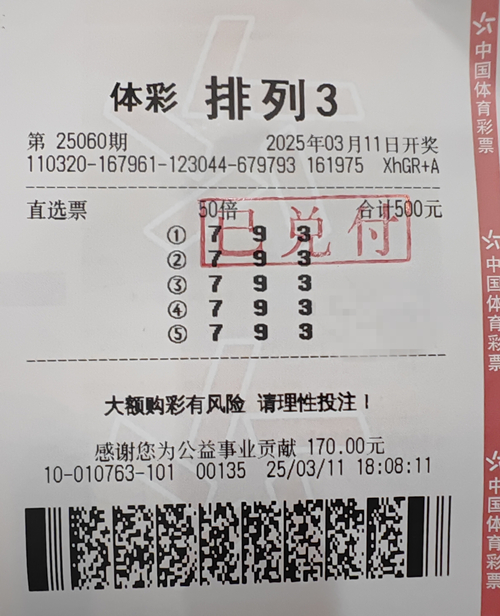 体彩 排列3
第 25060期 2025年03月11日开奖
110320-167961-123044-679793 161975 XhGR+A
直选票 50倍 合计500元
① 7 9 3
② 7 9 3
③ 7 9 3
④ 7 9 3
⑤ 7 9 3
已兑付
大额购彩有风险 请理性投注！
感谢您为公益事业贡献 170.00元
10-010763-101 00135 25/03/11 18:08:11
中国体育彩票
中国体育彩票
中国体育彩票